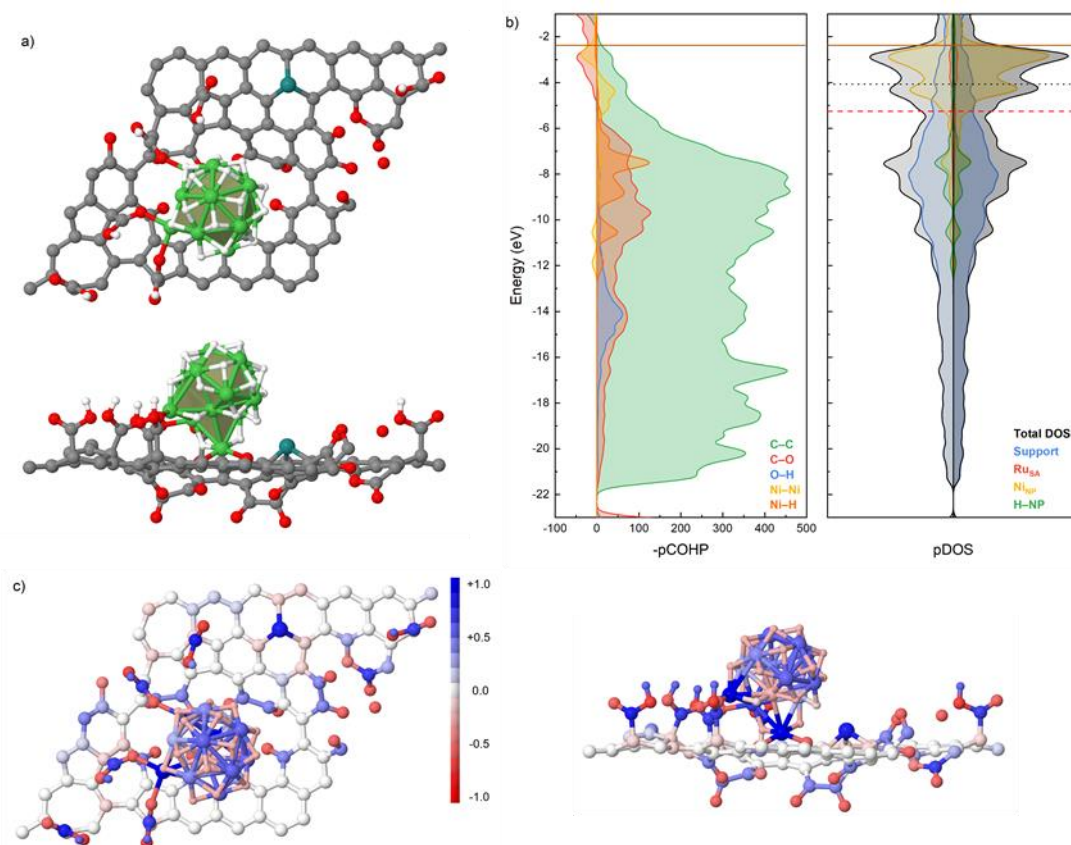 a)
b)
-2
-4
-6
-8
-10
-12
-14
-16
-18
-20
-22
Energy (eV)
C–C
C–O
O–H
Ni–Ni
Ni–H
-100 0 100 200 300 400 500
-pCOHP
Total DOS
Support
RuSA
NiNP
H–NP
pDOS
c)
+1.0
+0.5
0.0
-0.5
-1.0